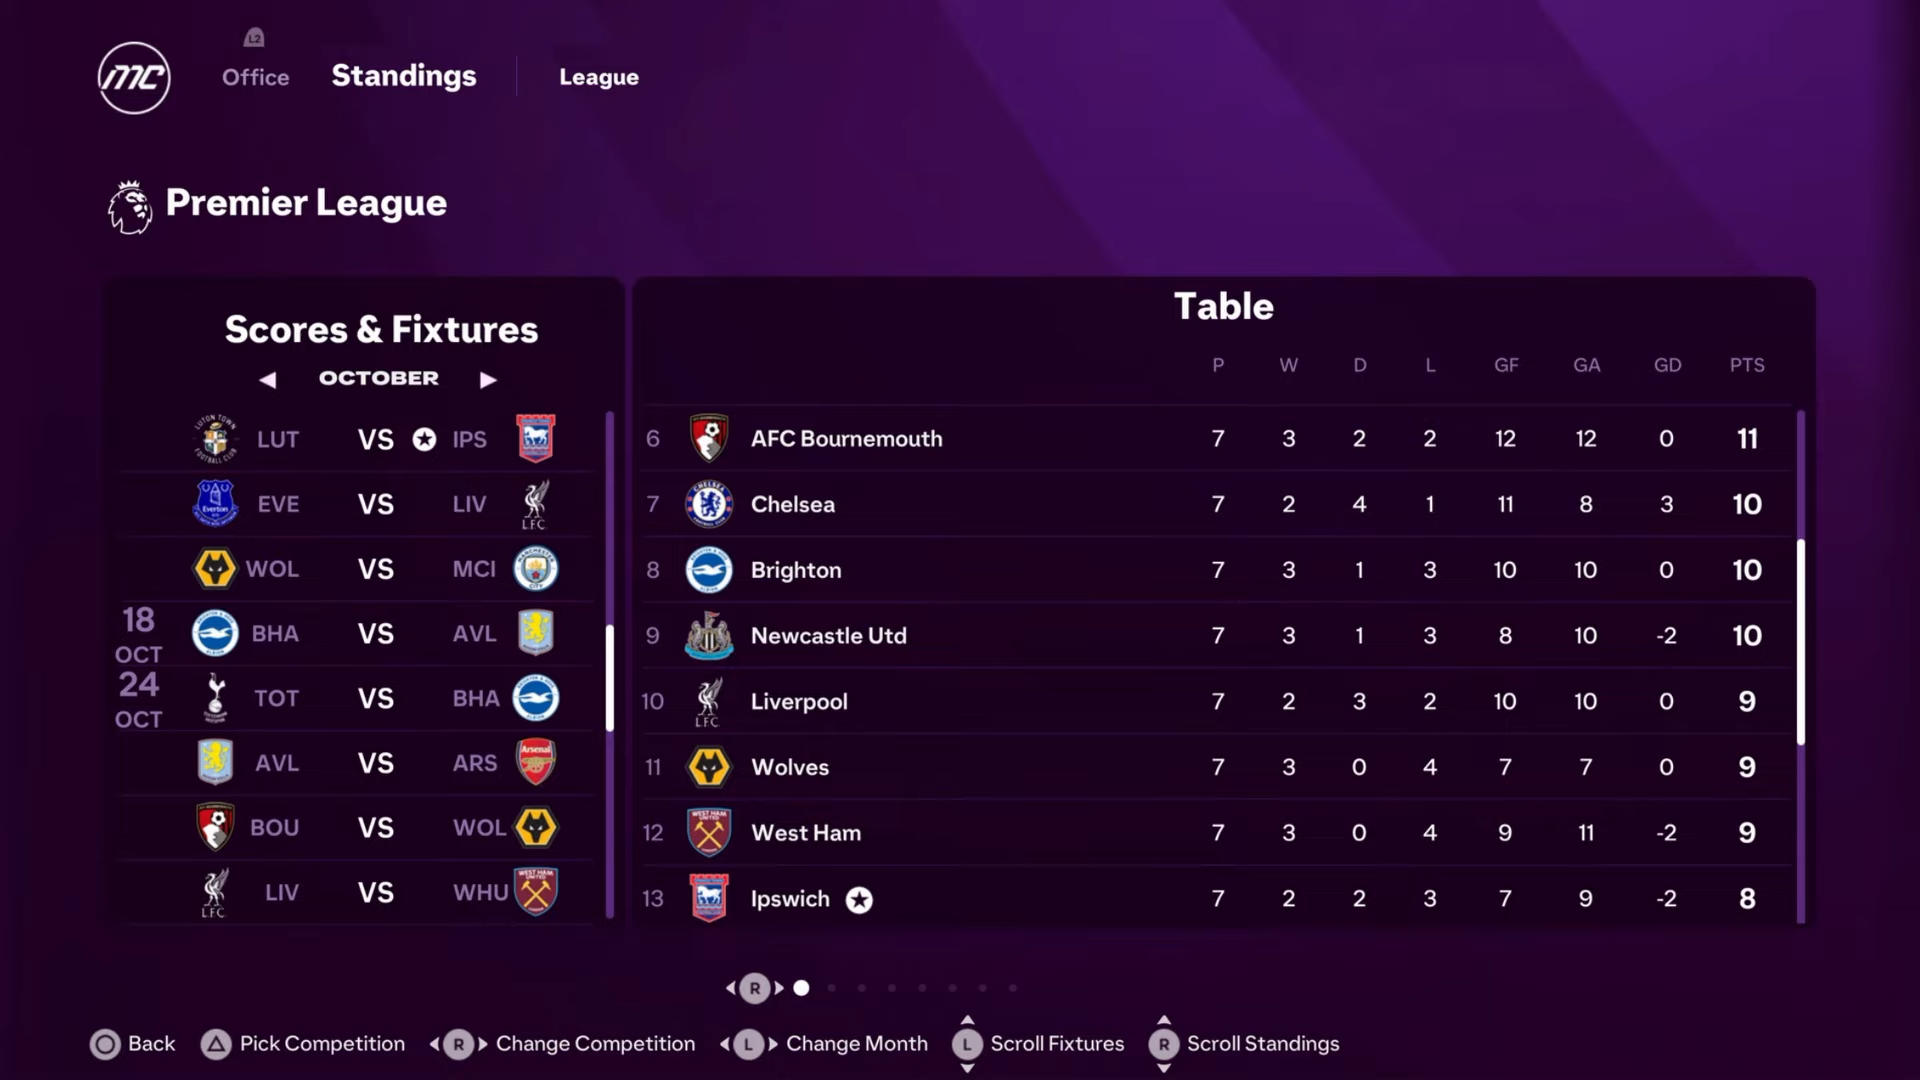 L2
MC Office Standings League
Premier League
Scores & Fixtures
OCTOBER
LUT VS IPS
EVE VS LIV
WOL VS MCI
18 OCT BHA VS AVL
24 OCT TOT VS BHA
AVL VS ARS
BOU VS WOL
LIV VS WHU
Table
P W D L GF GA GD PTS
6 AFC Bournemouth 7 3 2 2 12 12 0 11
7 Chelsea 7 2 4 1 11 8 3 10
8 Brighton 7 3 1 3 10 10 0 10
9 Newcastle Utd 7 3 1 3 8 10 -2 10
10 Liverpool 7 2 3 2 10 10 0 9
11 Wolves 7 3 0 4 7 7 0 9
12 West Ham 7 3 0 4 9 11 -2 9
13 Ipswich 7 2 2 3 7 9 -2 8
R
Back Pick Competition R Change Competition L Change Month L Scroll Fixtures R Scroll Standings